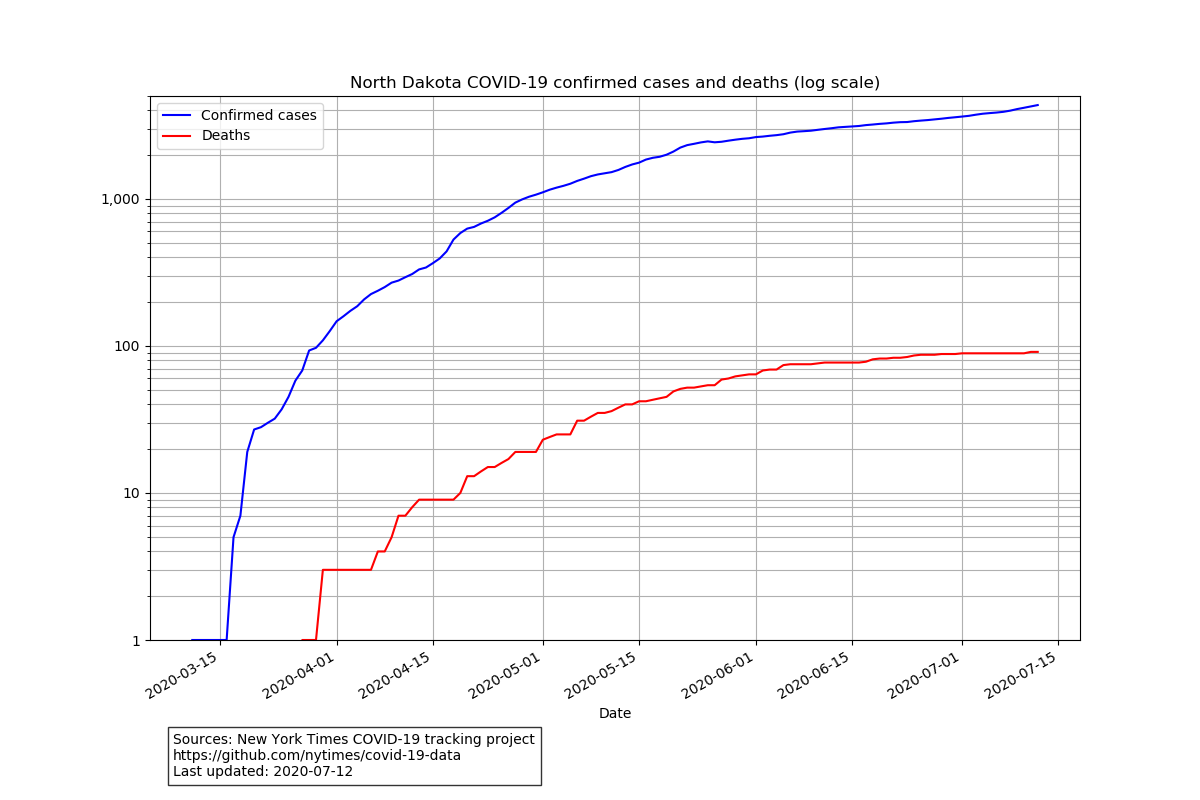 North Dakota COVID-19 confirmed cases and deaths (log scale)
Confirmed cases
Deaths
1,000
100
10
1
2020-03-15
2020-04-01
2020-04-15
2020-05-01
2020-05-15
2020-06-01
2020-06-15
2020-07-01
2020-07-15
Date
Sources: New York Times COVID-19 tracking project
https://github.com/nytimes/covid-19-data
Last updated: 2020-07-12